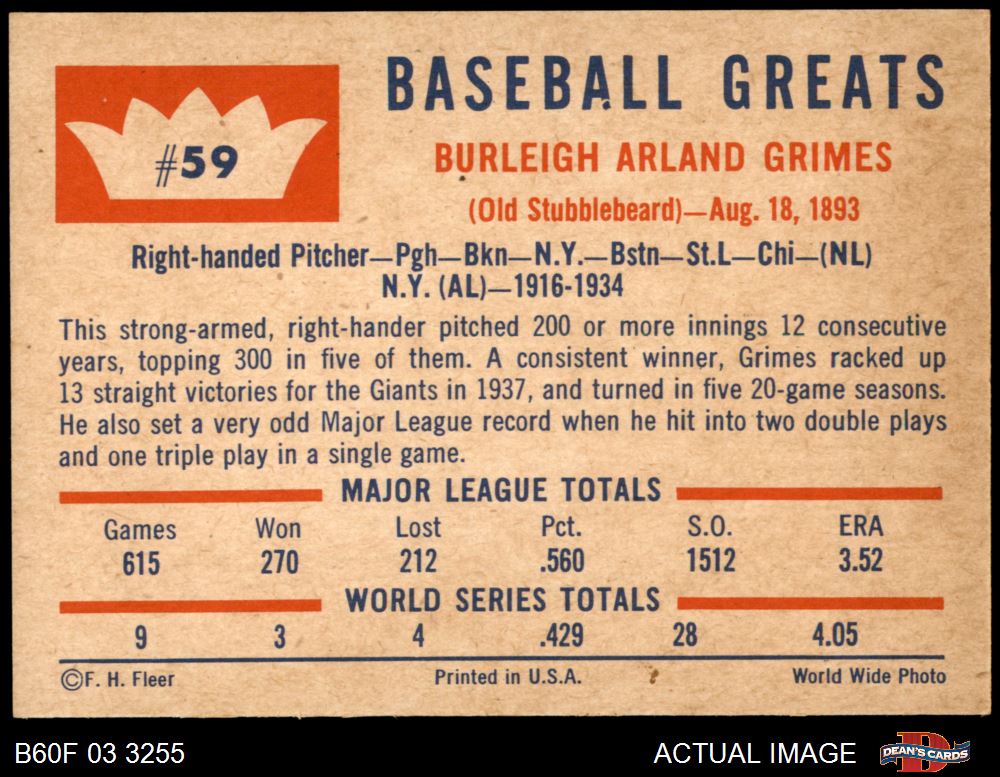 #59
BASEBALL GREATS
BURLEIGH ARLAND GRIMES
(Old Stubblebeard)—Aug. 18, 1893
Right-handed Pitcher—Pgh—Bkn—N.Y.—Bstn—St.L—Chi—(NL)
N.Y. (AL)—1916-1934
This strong-armed, right-hander pitched 200 or more innings 12 consecutive
years, topping 300 in five of them. A consistent winner, Grimes racked up
13 straight victories for the Giants in 1937, and turned in five 20-game seasons.
He also set a very odd Major League record when he hit into two double plays
and one triple play in a single game.
MAJOR LEAGUE TOTALS
Games Won Lost Pct. S.O. ERA
615 270 212 .560 1512 3.52
WORLD SERIES TOTALS
9 3 4 .429 28 4.05
©F. H. Fleer Printed in U.S.A. World Wide Photo
B60F 03 3255 ACTUAL IMAGE D DEAN'S CARDS